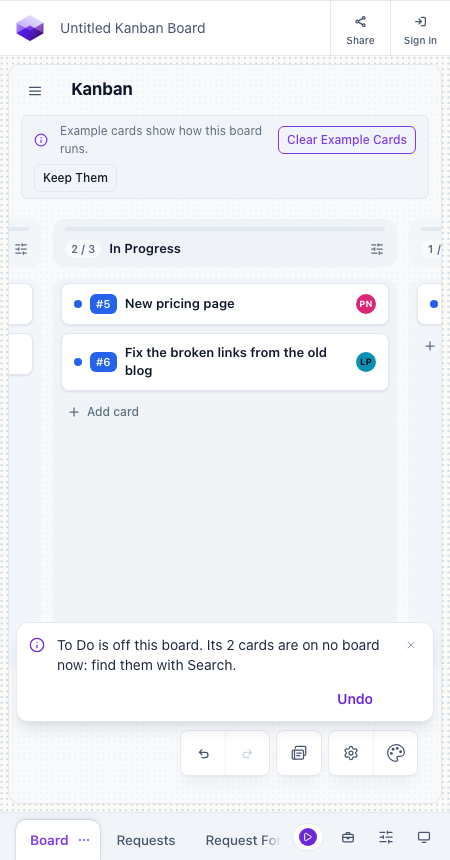 Untitled Kanban Board
Share
Sign in
Kanban
Example cards show how this board
runs.
Clear Example Cards
Keep Them
2 / 3
In Progress
1 /
#5
New pricing page
PN
#6
Fix the broken links from the old
blog
LP
Add card
To Do is off this board. Its 2 cards are on no board
now: find them with Search.
Undo
Board
Requests
Request For